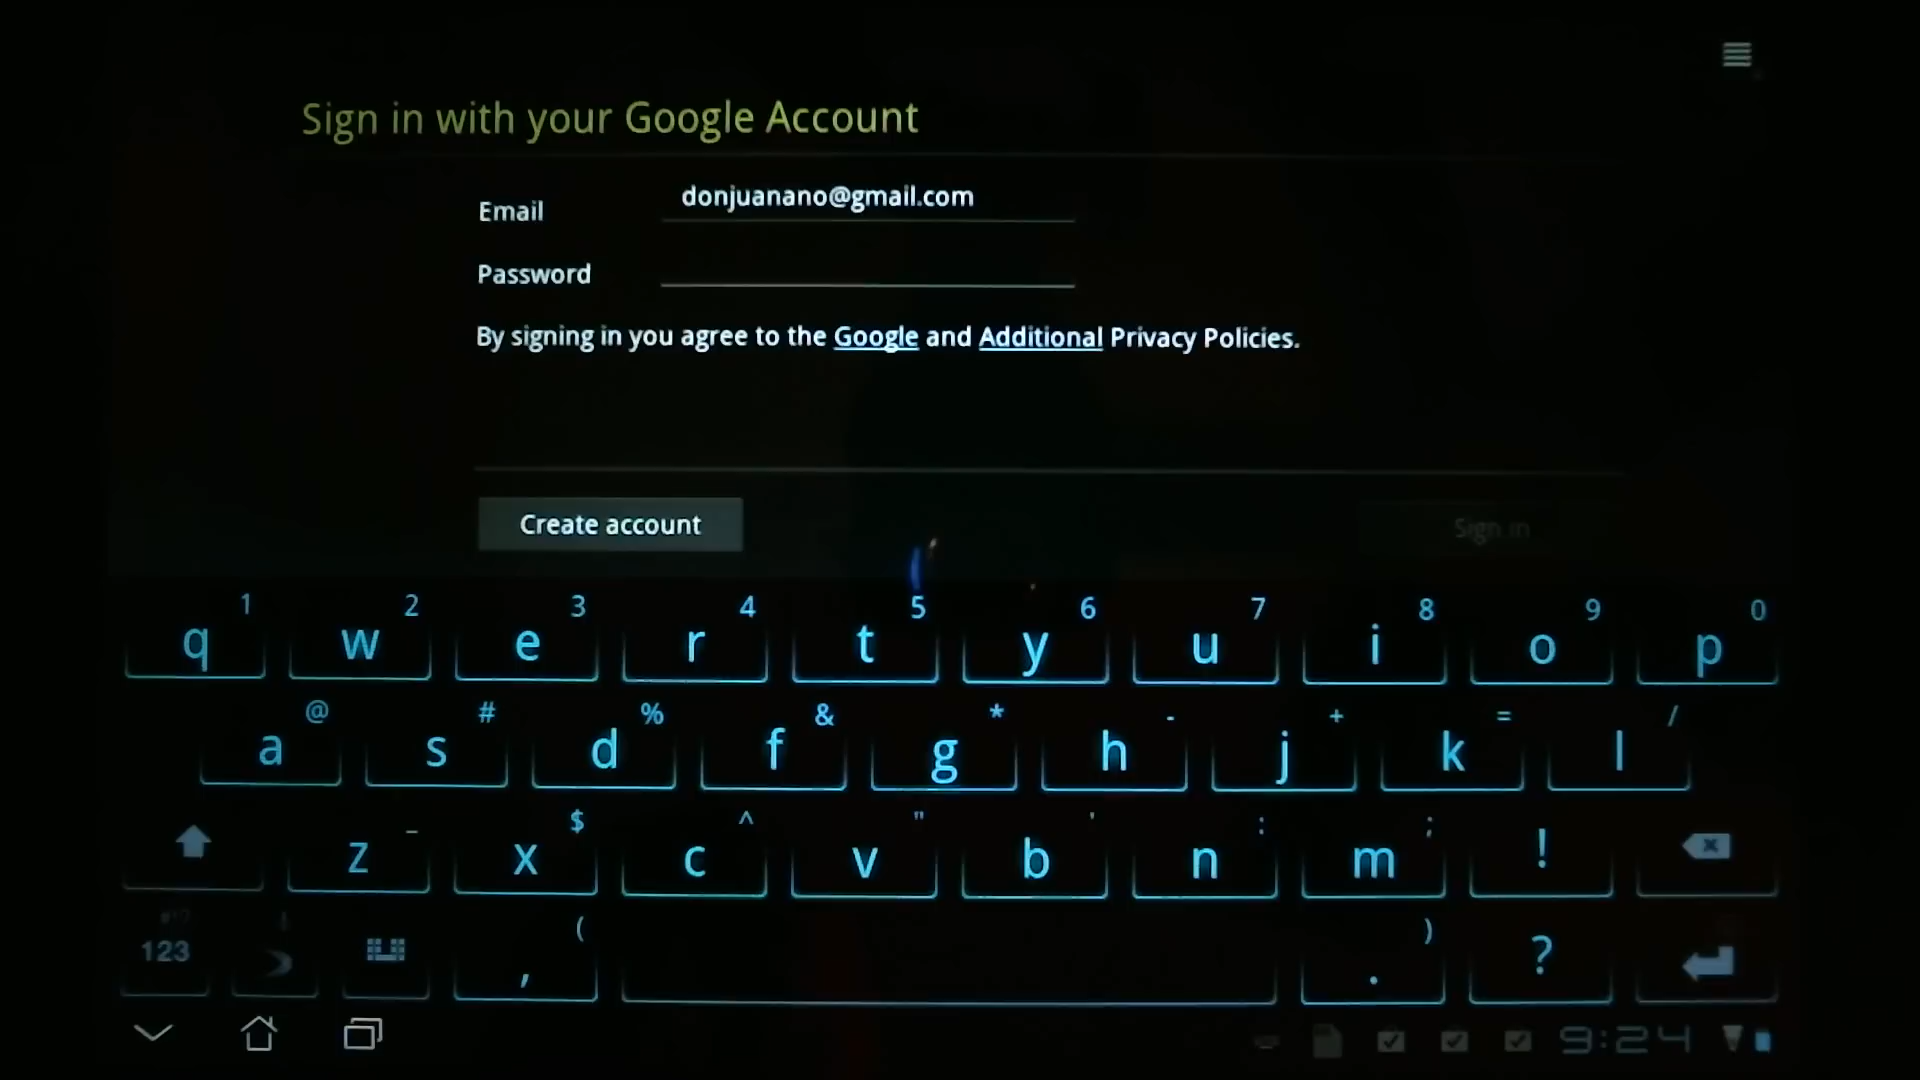 Sign in with your Google Account
Email donjuanano@gmail.com
Password
By signing in you agree to the Google and Additional Privacy Policies.
Create account Sign in
1 2 3 4 5 6 7 8 9 0
q w e r t y u i o p
@ # % & * - + = /
a s d f g h j k l
_ $ ^ " ' : ;
z x c v b n m !
( )
123 , . ?
9:24